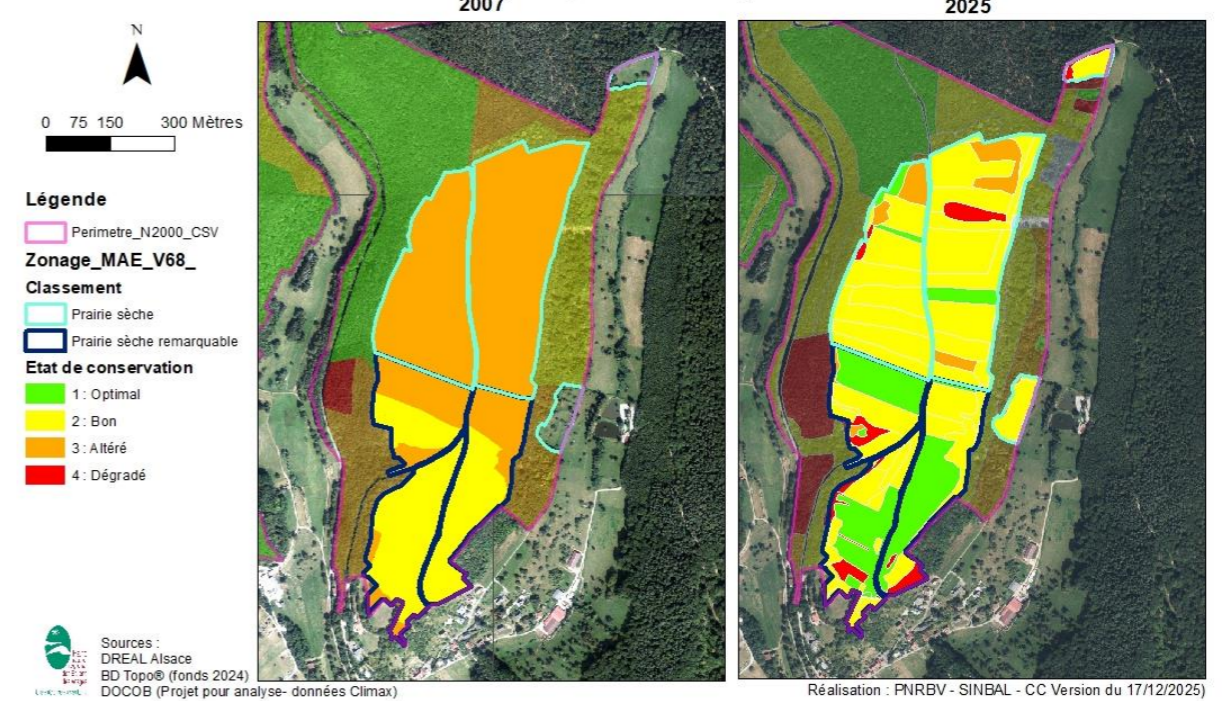 2007
2025
N
0 75 150 300 Mètres
Légende
Perimetre_N2000_CSV
Zonage_MAE_V68_
Classement
Prairie sèche
Prairie sèche remarquable
Etat de conservation
1 : Optimal
2 : Bon
3 : Altéré
4 : Dégradé
Sources :
DREAL Alsace
BD Topo® (fonds 2024)
DOCOB (Projet pour analyse- données Climax)
Réalisation : PNRBV - SINBAL - CC Version du 17/12/2025)